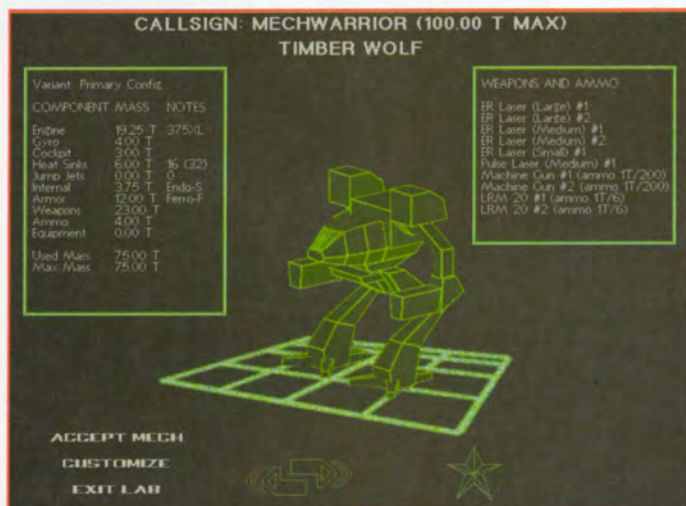 CALLSIGN: MECHWARRIOR (100.00 T MAX)
TIMBER WOLF
Variant: Primary Config
COMPONENT MASS NOTES
Engine 19.25 T 375XL
Gyro 4.00 T
Cockpit 3.00 T
Heat Sinks 6.00 T 16 (32)
Jump Jets 0.00 T 0
Internal 3.75 T Endo-S
Armor 12.00 T Ferro-F
Weapons 23.00 T
Ammo 4.00 T
Equipment 0.00 T
Used Mass 75.00 T
Max Mass 75.00 T
WEAPONS AND AMMO
ER Laser (Large) #1
ER Laser (Large) #2
ER Laser (Medium) #1
ER Laser (Medium) #2
ER Laser (Small) #1
Pulse Laser (Medium) #1
Machine Gun #1 (ammo 1T/200)
Machine Gun #2 (ammo 1T/200)
LRM 20 #1 (ammo 1T/6)
LRM 20 #2 (ammo 1T/6)
ACCEPT MECH
CUSTOMIZE
EXIT LAB